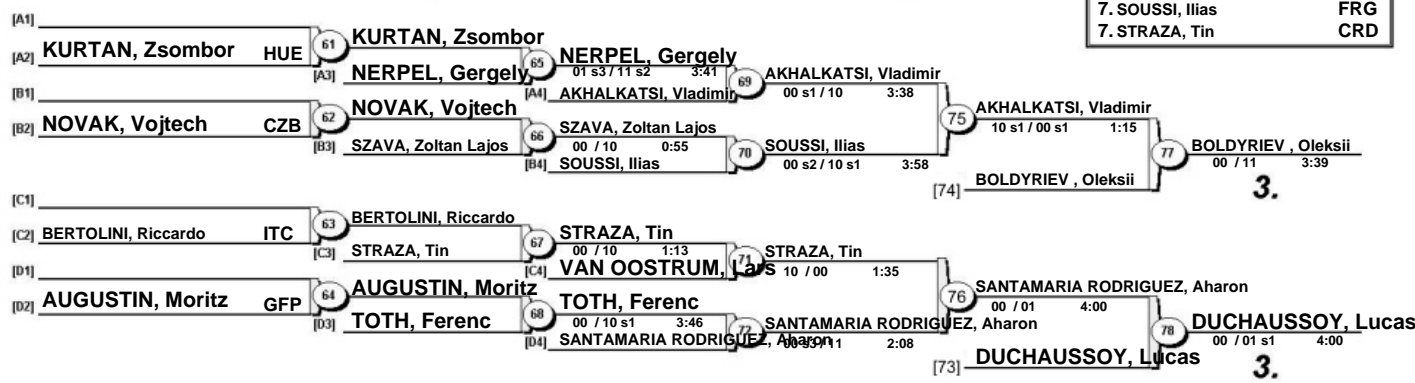 7. SOUSSI, Ilias FRG
7. STRAZA, Tin CRD
[A1]
[A2] KURTAN, Zsombor HUE
61 KURTAN, Zsombor
[A3] NERPEL, Gergely
65 NERPEL, Gergely
01 s3 / 11 s2 3:41
[A4] AKHALKATSI, Vladimir
69 AKHALKATSI, Vladimir
00 s1 / 10 3:38
[B1]
[B2] NOVAK, Vojtech CZB
62 NOVAK, Vojtech
[B3] SZAVA, Zoltan Lajos
66 SZAVA, Zoltan Lajos
00 / 10 0:55
[B4] SOUSSI, Ilias
70 SOUSSI, Ilias
00 s2 / 10 s1 3:58
75 AKHALKATSI, Vladimir
10 s1 / 00 s1 1:15
[74] BOLDYRIEV , Oleksii
77 BOLDYRIEV , Oleksii
00 / 11 3:39
3.
[C1]
[C2] BERTOLINI, Riccardo ITC
63 BERTOLINI, Riccardo
[C3] STRAZA, Tin
67 STRAZA, Tin
00 / 10 1:13
[C4] VAN OOSTRUM, Lars
71 STRAZA, Tin
10 / 00 1:35
[D1]
[D2] AUGUSTIN, Moritz GFP
64 AUGUSTIN, Moritz
[D3] TOTH, Ferenc
68 TOTH, Ferenc
00 / 10 s1 3:46
[D4] SANTAMARIA RODRIGUEZ, Aharon
72 SANTAMARIA RODRIGUEZ, Aharon
00 s3 / 11 2:08
76 SANTAMARIA RODRIGUEZ, Aharon
00 / 01 4:00
[73] DUCHAUSSOY, Lucas
78 DUCHAUSSOY, Lucas
00 / 01 s1 4:00
3.